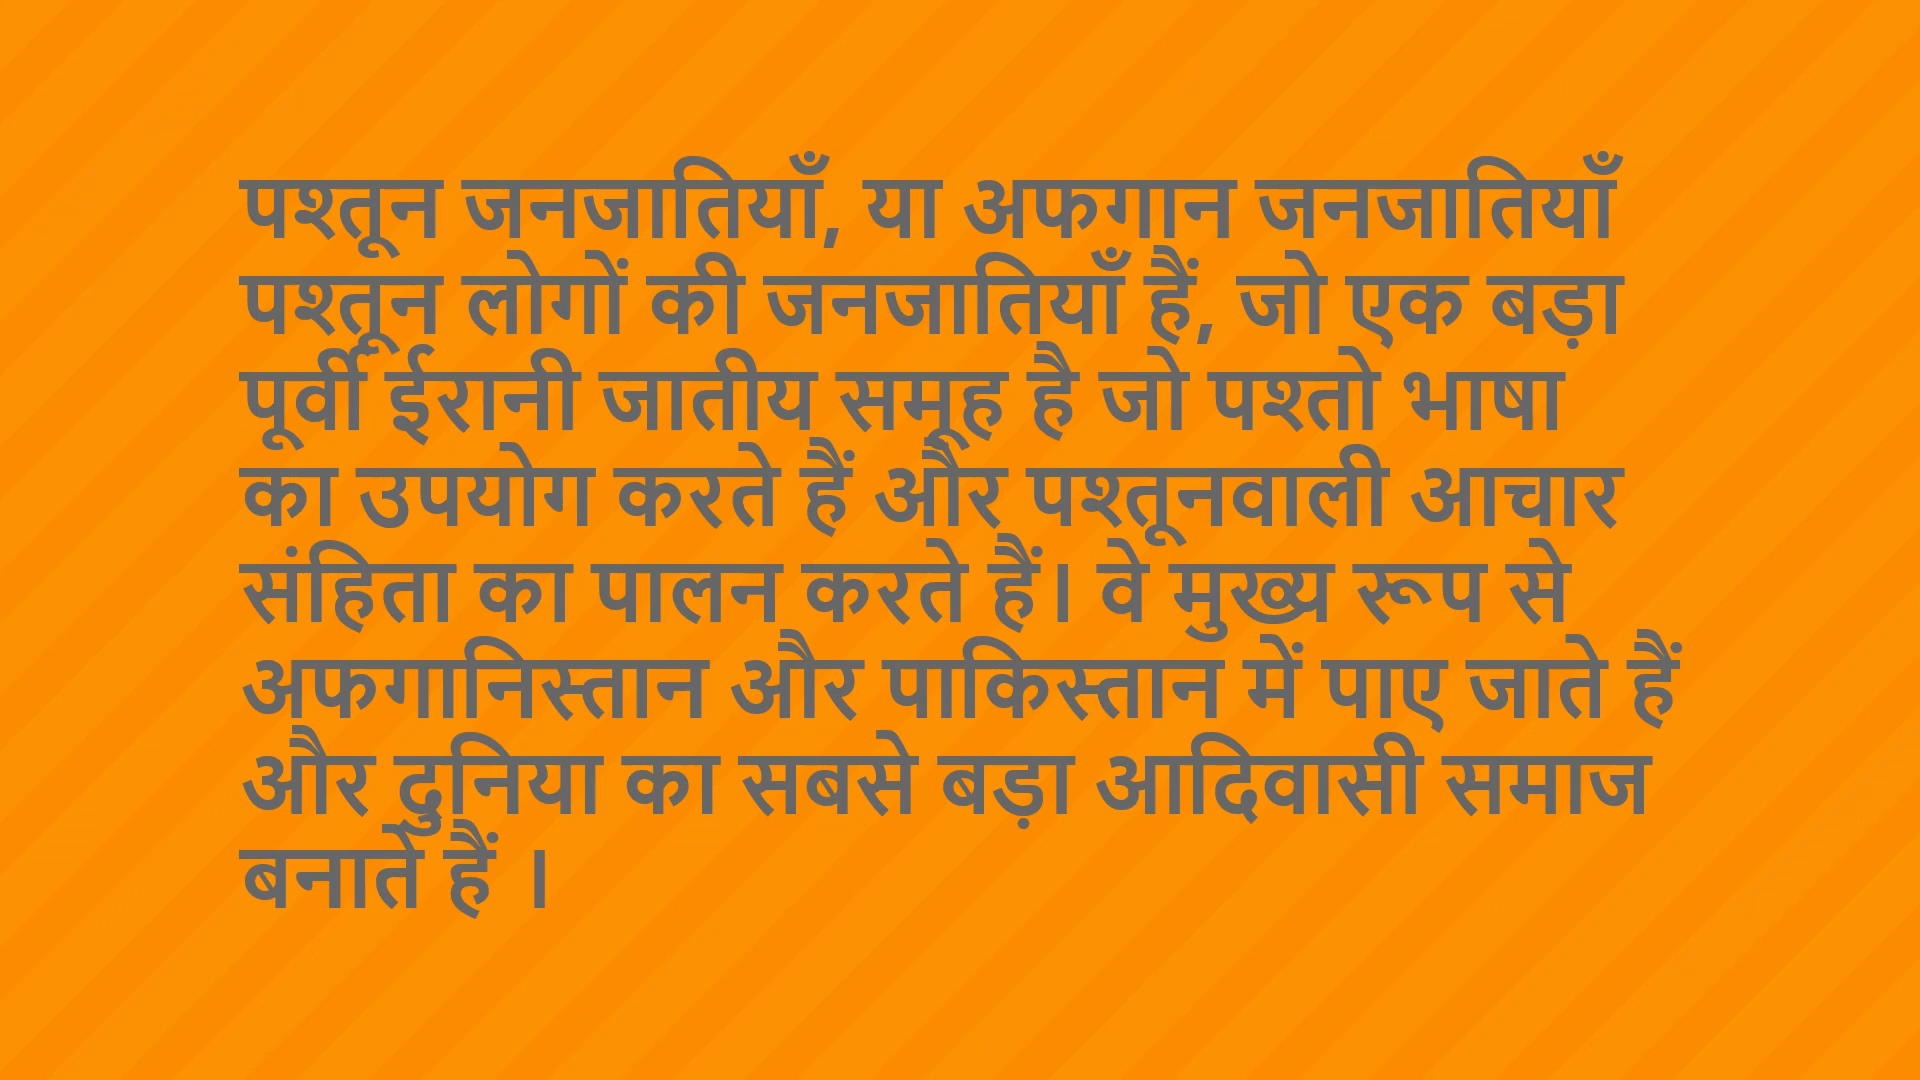 पश्तून जनजातियाँ, या अफगान जनजातियाँ
पश्तून लोगों की जनजातियाँ हैं, जो एक बड़ा
पूर्वी ईरानी जातीय समूह है जो पश्तो भाषा
का उपयोग करते हैं और पश्तूनवाली आचार
संहिता का पालन करते हैं। वे मुख्य रूप से
अफगानिस्तान और पाकिस्तान में पाए जाते हैं
और दुनिया का सबसे बड़ा आदिवासी समाज
बनाते हैं ।